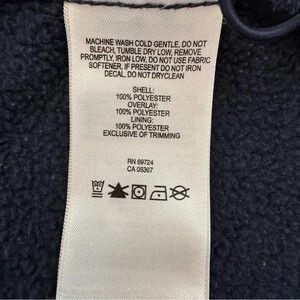 MACHINE WASH COLD GENTLE, DO NOT
BLEACH, TUMBLE DRY LOW, REMOVE
PROMPTLY, IRON LOW, DO NOT USE FABRIC
SOFTENER, IF PRESENT DO NOT IRON
DECAL, DO NOT DRYCLEAN
SHELL:
100% POLYESTER
OVERLAY:
100% POLYESTER
LINING:
100% POLYESTER
EXCLUSIVE OF TRIMMING
RN 69724
CA 05367